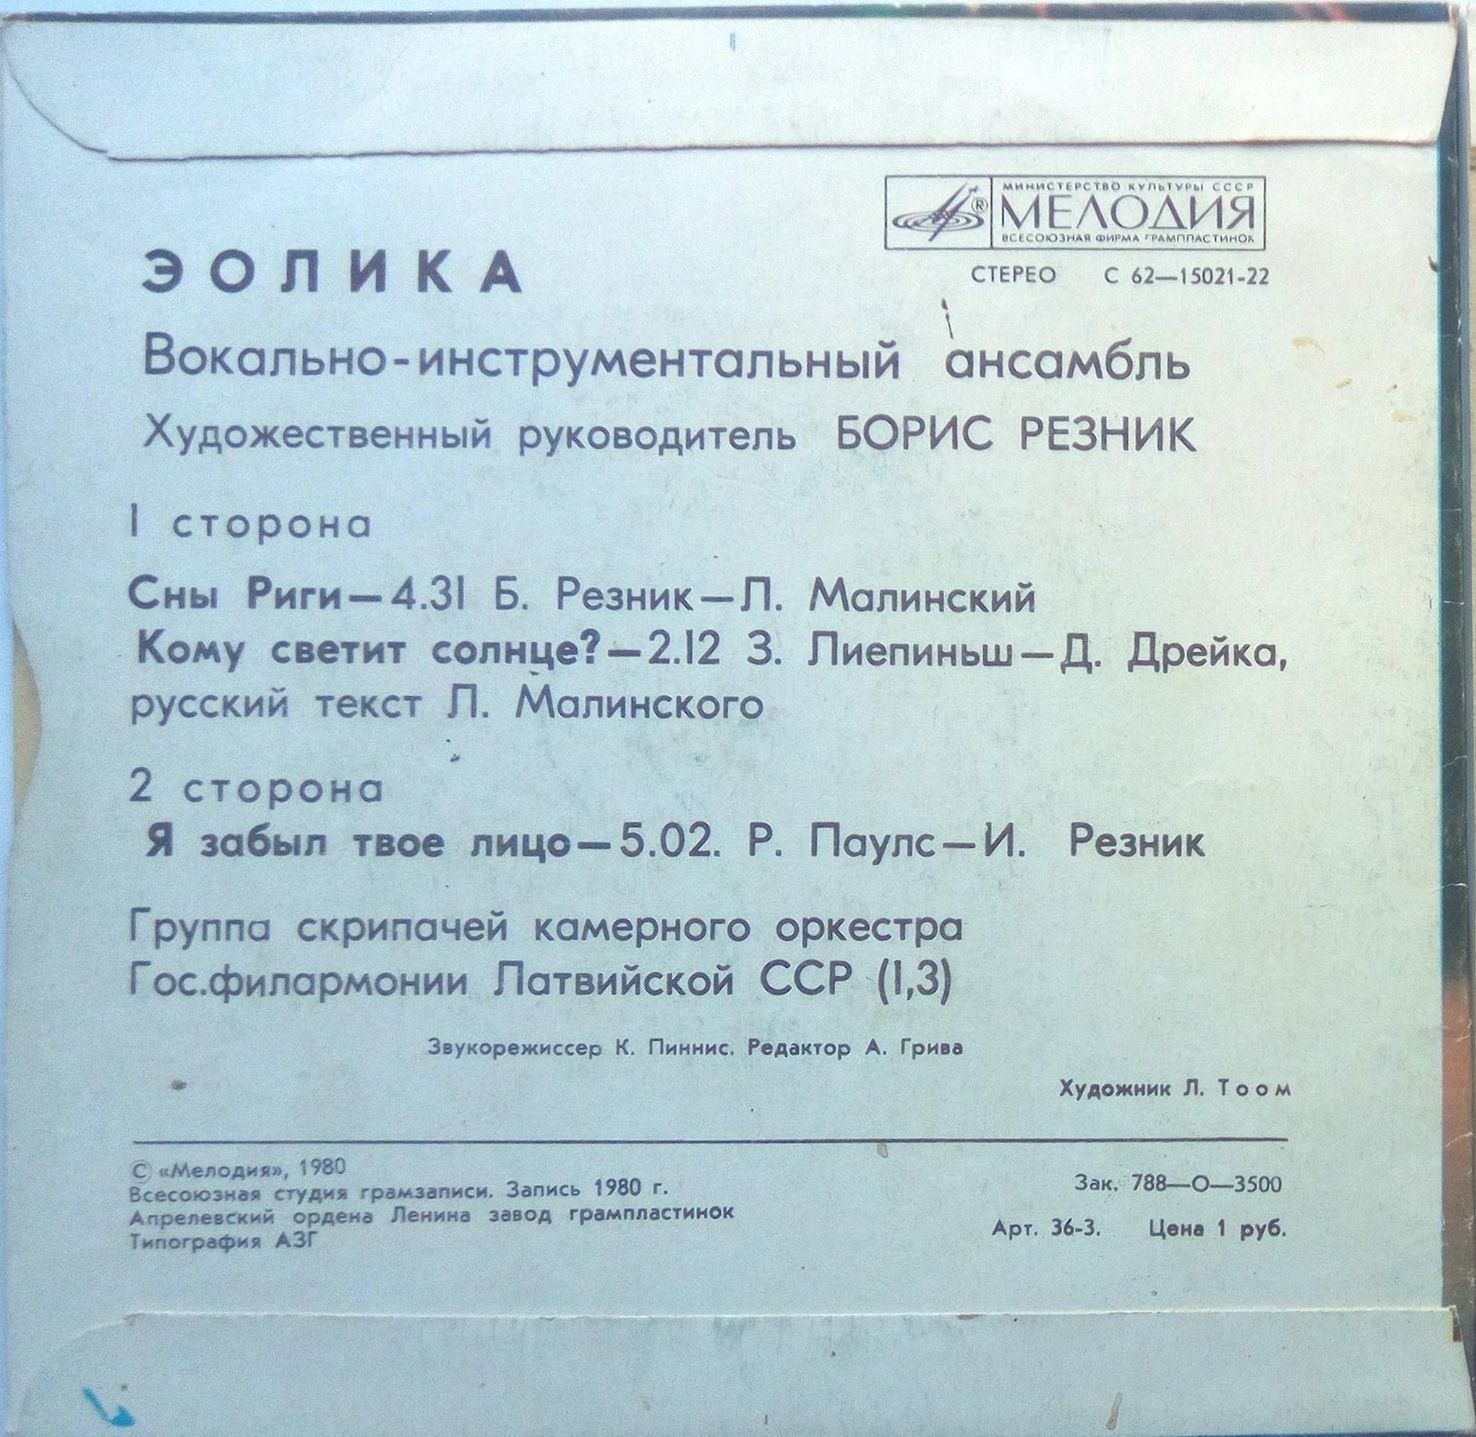 МИНИСТЕРСТВО КУЛЬТУРЫ СССР
®
МЕЛОДИЯ
ВСЕСОЮЗНАЯ ФИРМА ГРАМПЛАСТИНОК
ЭОЛИКА
СТЕРЕО С 62—15021-22
Вокально-инструментальный ансамбль
Художественный руководитель БОРИС РЕЗНИК
1 сторона
Сны Риги—4.31 Б. Резник—Л. Малинский
Кому светит солнце?—2.12 З. Лиепиньш—Д. Дрейка,
русский текст Л. Малинского
2 сторона
Я забыл твое лицо—5.02. Р. Паулс—И. Резник
Группа скрипачей камерного оркестра
Гос.филармонии Латвийской ССР (1,3)
Звукорежиссер К. Пиннис. Редактор А. Грива
Художник Л. Тоом
© «Мелодия», 1980
Всесоюзная студия грамзаписи. Запись 1980 г.
Апрелевский ордена Ленина завод грампластинок
Типография АЗГ
Зак. 788—О—3500
Арт. 36-3. Цена 1 руб.